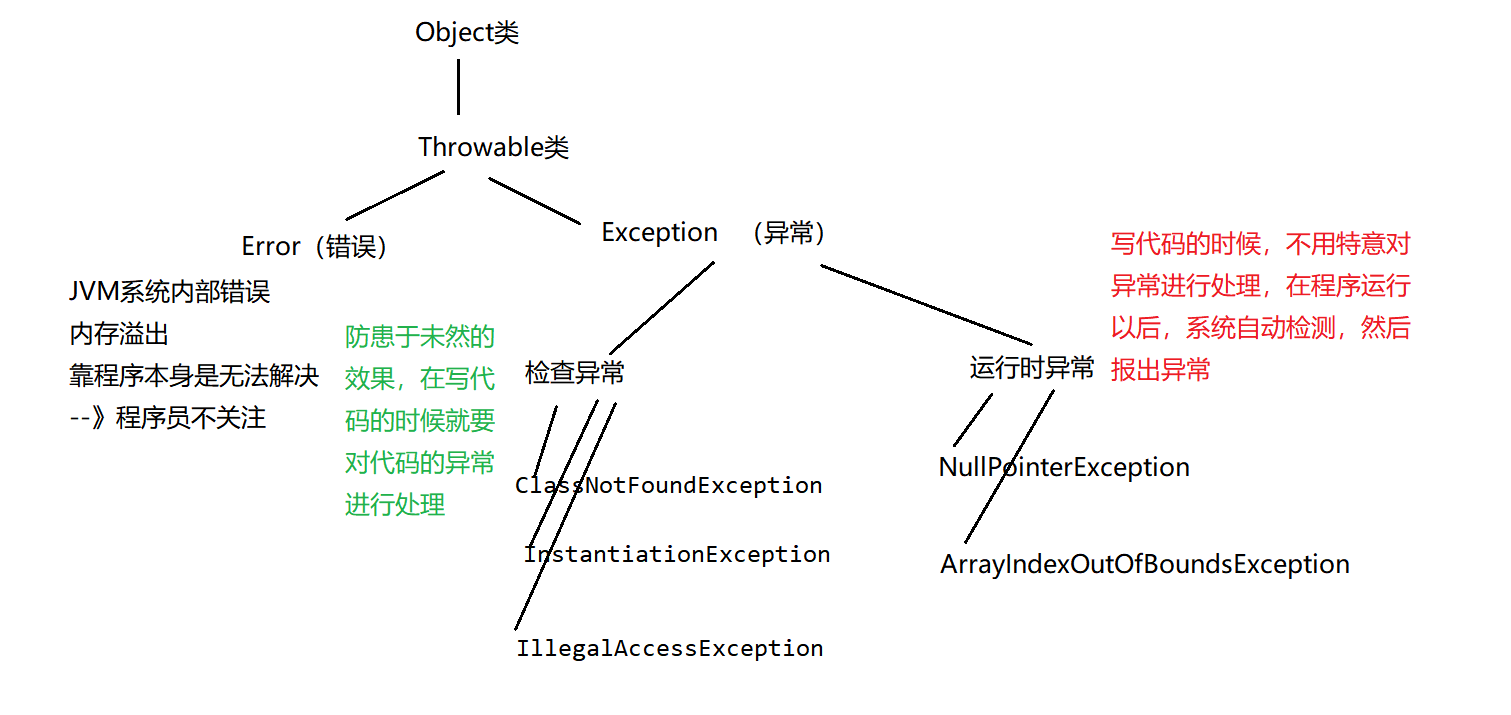 Object类
Throwable类
Error（错误）
Exception （异常）
JVM系统内部错误
内存溢出
靠程序本身是无法解决
--》程序员不关注
防患于未然的
效果，在写代
码的时候就要
对代码的异常
进行处理
检查异常
ClassNotFoundException
InstantiationException
IllegalAccessException
运行时异常
写代码的时候，不用特意对
异常进行处理，在程序运行
以后，系统自动检测，然后
报出异常
NullPointerException
ArrayIndexOutOfBoundsException